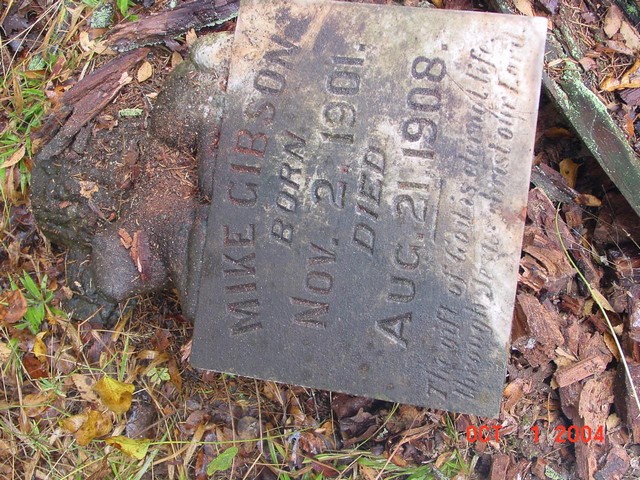 MIKE GIBSON
BORN
NOV. 2, 1901.
DIED
AUG. 21, 1908.
The gift of God is eternal life,
through Jesus Christ our Lord
OCT 1 2004